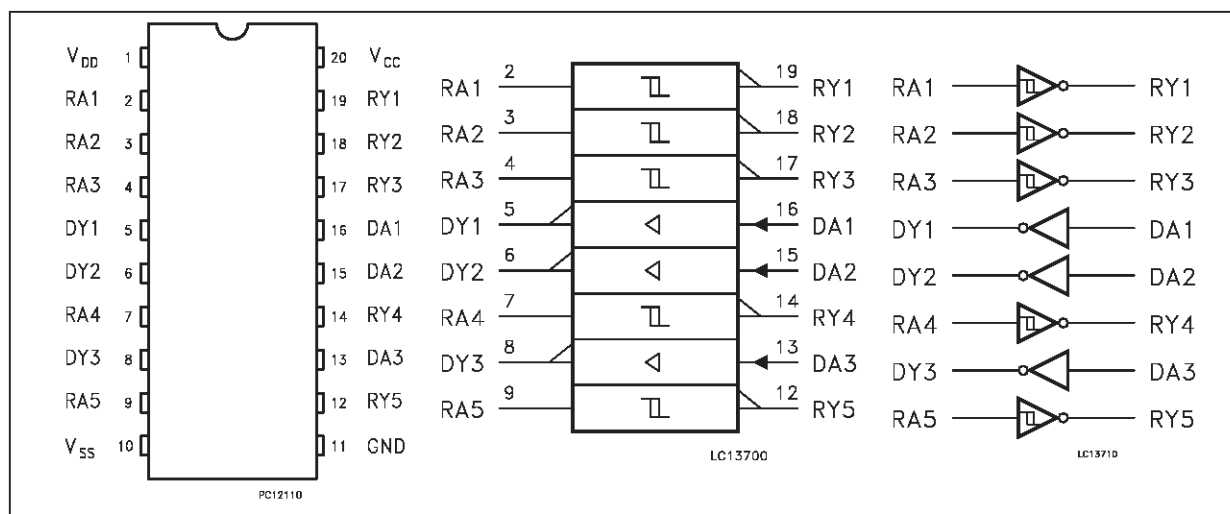 V_DD 1 20 V_CC
RA1 2 19 RY1
RA2 3 18 RY2
RA3 4 17 RY3
DY1 5 16 DA1
DY2 6 15 DA2
RA4 7 14 RY4
DY3 8 13 DA3
RA5 9 12 RY5
V_SS 10 11 GND
PC12110
RA1 2 19 RY1
RA2 3 18 RY2
RA3 4 17 RY3
DY1 5 16 DA1
DY2 6 15 DA2
RA4 7 14 RY4
DY3 8 13 DA3
RA5 9 12 RY5
LC13700
RA1 RY1
RA2 RY2
RA3 RY3
DY1 DA1
DY2 DA2
RA4 RY4
DY3 DA3
RA5 RY5
LC13710